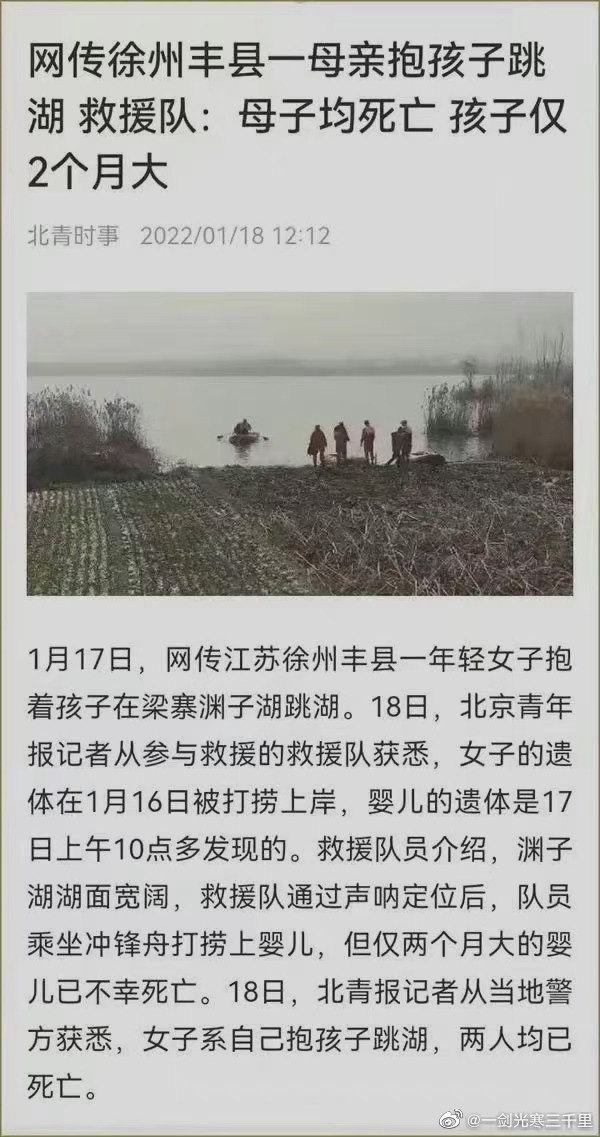 网传徐州丰县一母亲抱孩子跳
湖 救援队：母子均死亡 孩子仅
2个月大
北青时事 2022/01/18 12:12
1月17日，网传江苏徐州丰县一年轻女子抱
着孩子在梁寨渊子湖跳湖。18日，北京青年
报记者从参与救援的救援队获悉，女子的遗
体在1月16日被打捞上岸，婴儿的遗体是17
日上午10点多发现的。救援队员介绍，渊子
湖湖面宽阔，救援队通过声呐定位后，队员
乘坐冲锋舟打捞上婴儿，但仅两个月大的婴
儿已不幸死亡。18日，北青报记者从当地警
方获悉，女子系自己抱孩子跳湖，两人均已
死亡。
@一剑光寒三千里